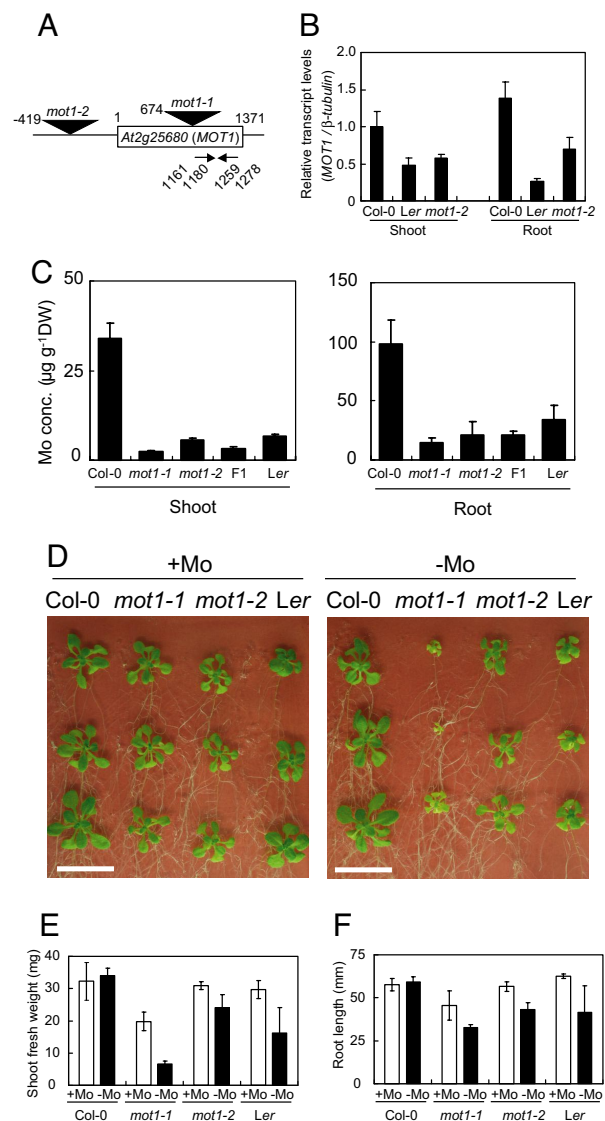 A
-419
mot1-2
1
674
mot1-1
1371
At2g25680 (MOT1)
1161
1180
1259
1278
B
Relative transcript levels
(MOT1 / β-tubulin)
2.0
1.5
1.0
0.5
0
Col-0 Ler mot1-2
Col-0 Ler mot1-2
Shoot
Root
C
Mo conc. (µg g-1DW)
50
25
0
Col-0 mot1-1 mot1-2 F1 Ler
Shoot
150
100
50
0
Col-0 mot1-1 mot1-2 F1 Ler
Root
D
+Mo
-Mo
Col-0 mot1-1 mot1-2 Ler
Col-0 mot1-1 mot1-2 Ler
E
Shoot fresh weight (mg)
40
30
20
10
0
+Mo -Mo +Mo -Mo +Mo -Mo +Mo -Mo
Col-0 mot1-1 mot1-2 Ler
F
Root length (mm)
75
50
25
0
+Mo -Mo +Mo -Mo +Mo -Mo +Mo -Mo
Col-0 mot1-1 mot1-2 Ler